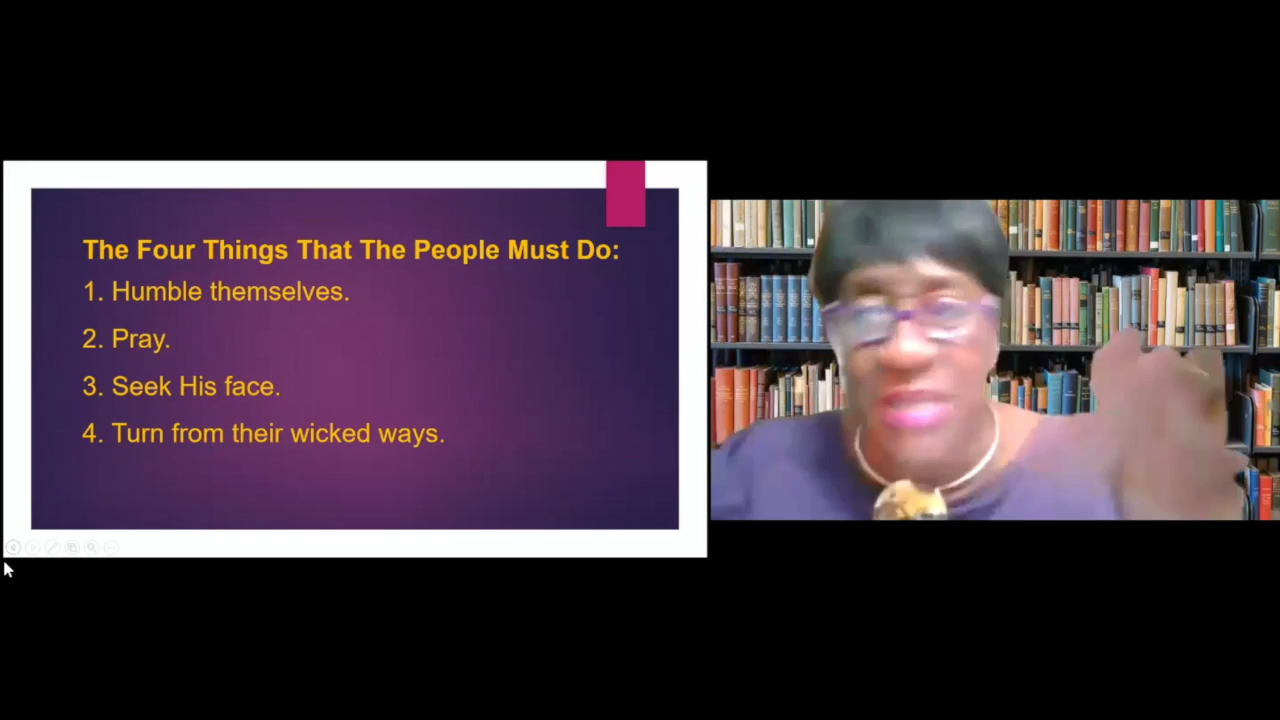 The Four Things That The People Must Do:
1. Humble themselves.
2. Pray.
3. Seek His face.
4. Turn from their wicked ways.